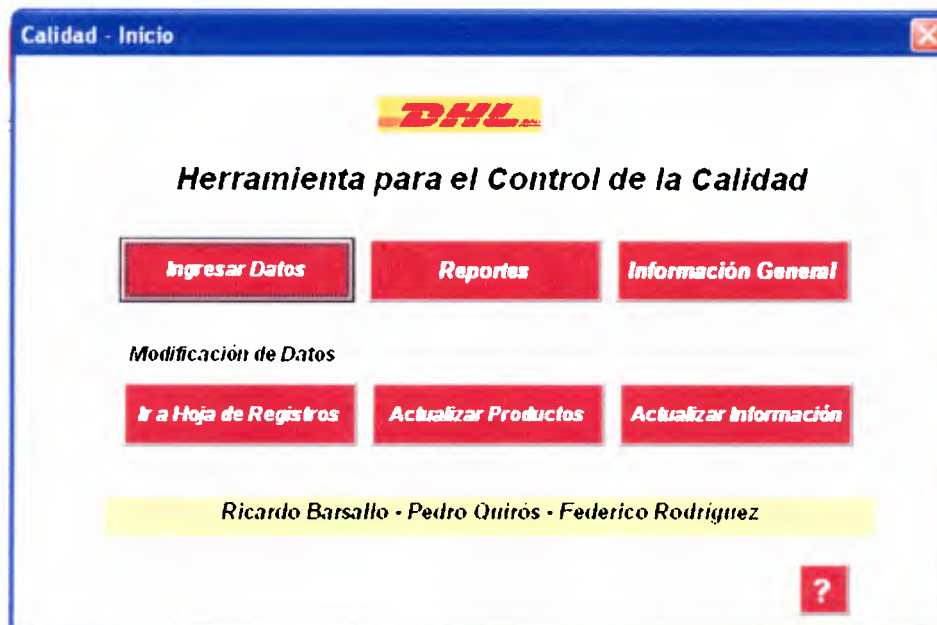 Calidad - Inicio
DHL
Herramienta para el Control de la Calidad
Ingresar Datos Reportes Información General
Modificación de Datos
Ir a Hoja de Registros Actualizar Productos Actualizar Información
Ricardo Barsallo - Pedro Quirós - Federico Rodríguez
?